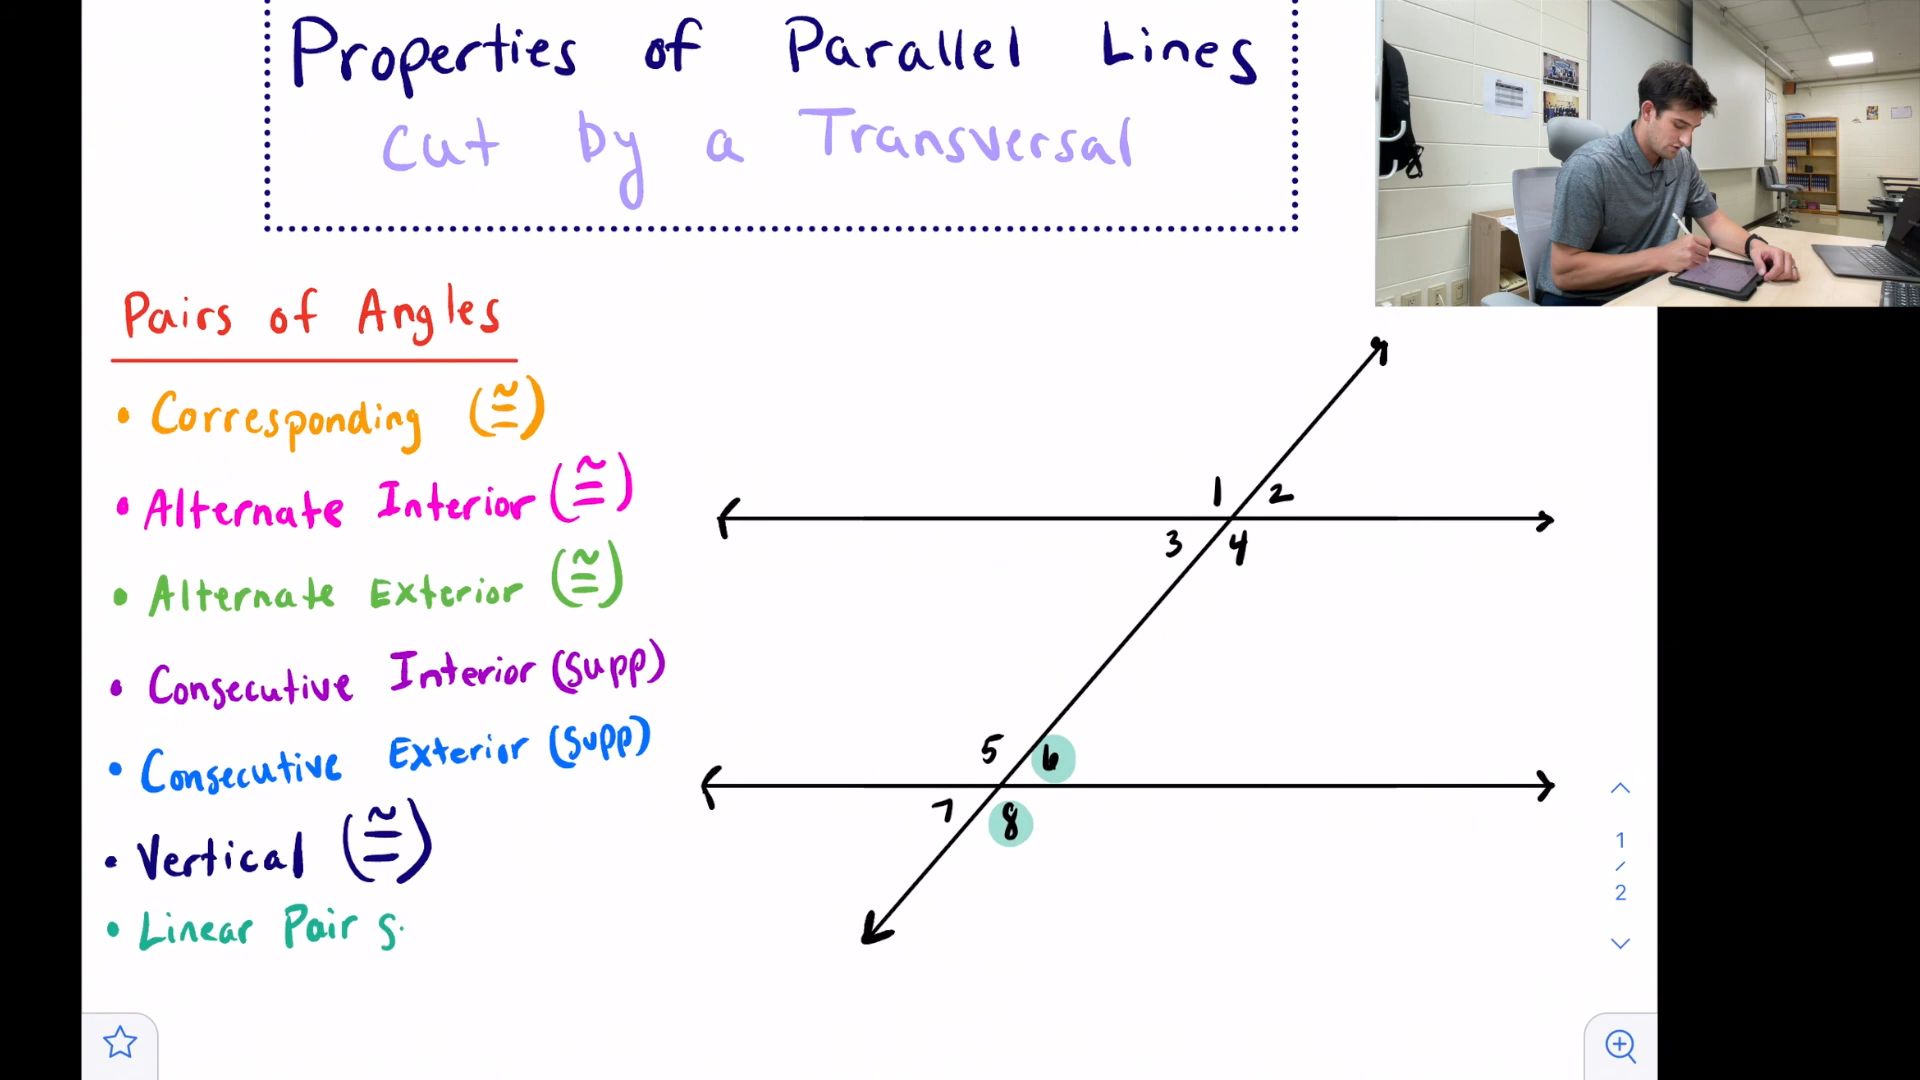 Properties of Parallel Lines
cut by a Transversal
Pairs of Angles
• Corresponding (≅)
• Alternate Interior (≅)
• Alternate Exterior (≅)
• Consecutive Interior (Supp)
• Consecutive Exterior (Supp)
• Vertical (≅)
• Linear Pair S
1 2
3 4
5 6
7 8
1
/
2